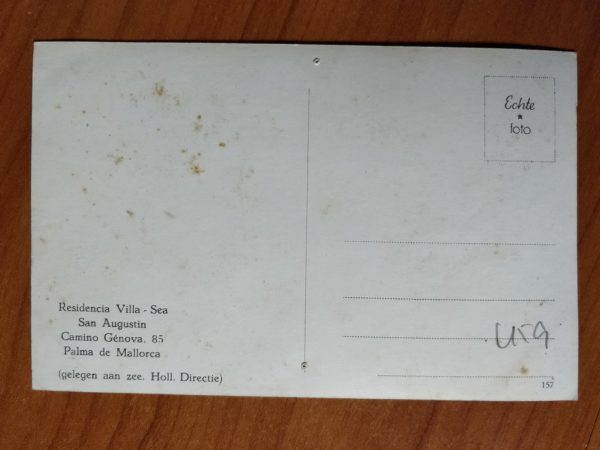 Residencia Villa - Sea
San Augustin
Camino Génova. 85
Palma de Mallorca
(gelegen aan zee. Holl. Directie)
Echte
*
foto
157